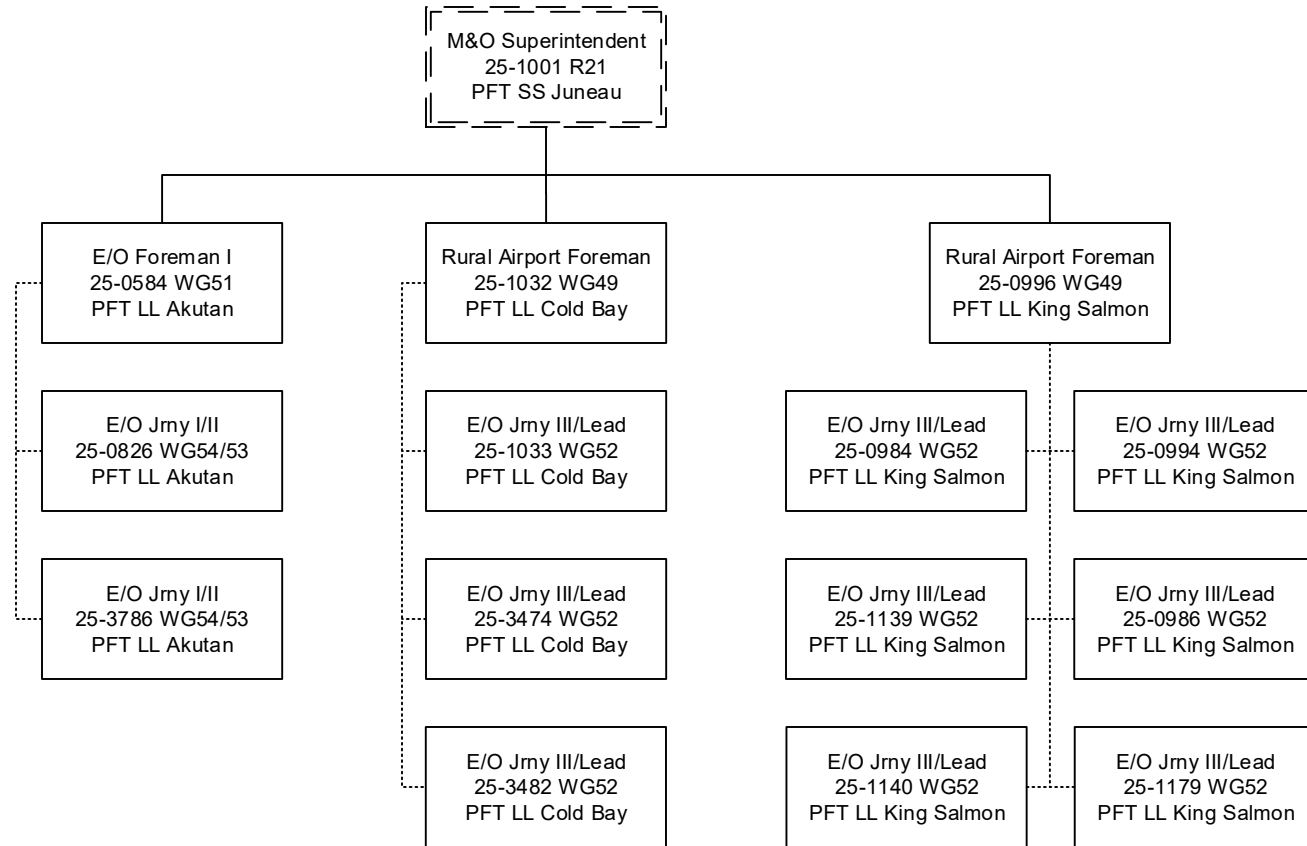 M&O Superintendent
25-1001 R21
PFT SS Juneau
E/O Foreman I
25-0584 WG51
PFT LL Akutan
Rural Airport Foreman
25-1032 WG49
PFT LL Cold Bay
Rural Airport Foreman
25-0996 WG49
PFT LL King Salmon
E/O Jrny I/II
25-0826 WG54/53
PFT LL Akutan
E/O Jrny III/Lead
25-1033 WG52
PFT LL Cold Bay
E/O Jrny III/Lead
25-0984 WG52
PFT LL King Salmon
E/O Jrny III/Lead
25-0994 WG52
PFT LL King Salmon
E/O Jrny I/II
25-3786 WG54/53
PFT LL Akutan
E/O Jrny III/Lead
25-3474 WG52
PFT LL Cold Bay
E/O Jrny III/Lead
25-1139 WG52
PFT LL King Salmon
E/O Jrny III/Lead
25-0986 WG52
PFT LL King Salmon
E/O Jrny III/Lead
25-3482 WG52
PFT LL Cold Bay
E/O Jrny III/Lead
25-1140 WG52
PFT LL King Salmon
E/O Jrny III/Lead
25-1179 WG52
PFT LL King Salmon